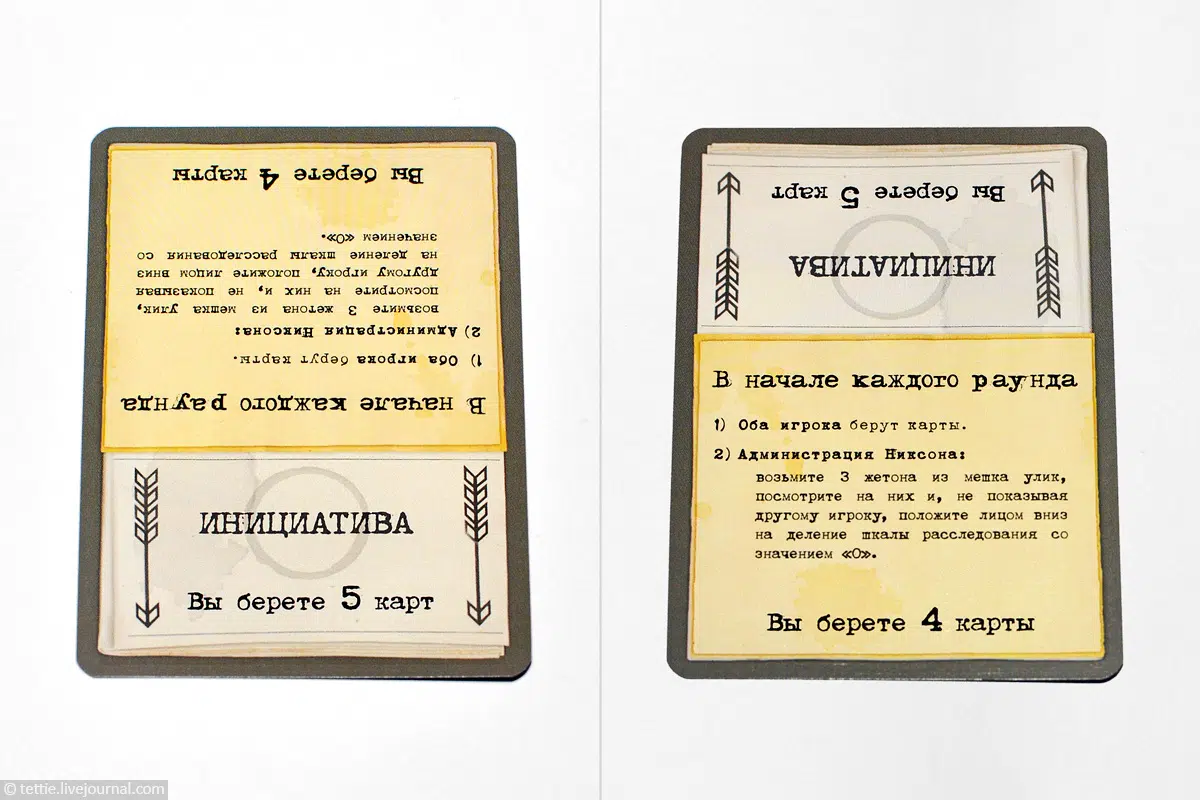 Вы берете 4 карты
значением «0».
на деление шкалы расследования со
другому игроку, положите лицом вниз
посмотрите на них и, не показывая
возьмите 3 жетона из мешка улик,
2) Администрация Никсона:
1) Оба игрока берут карты.
В начале каждого раунда
ИНИЦИАТИВА
Вы берете 5 карт
Вы берете 5 карт
ИНИЦИАТИВА
В начале каждого раунда
1) Оба игрока берут карты.
2) Администрация Никсона:
возьмите 3 жетона из мешка улик,
посмотрите на них и, не показывая
другому игроку, положите лицом вниз
на деление шкалы расследования со
значением «0».
Вы берете 4 карты
© tettie.livejournal.com